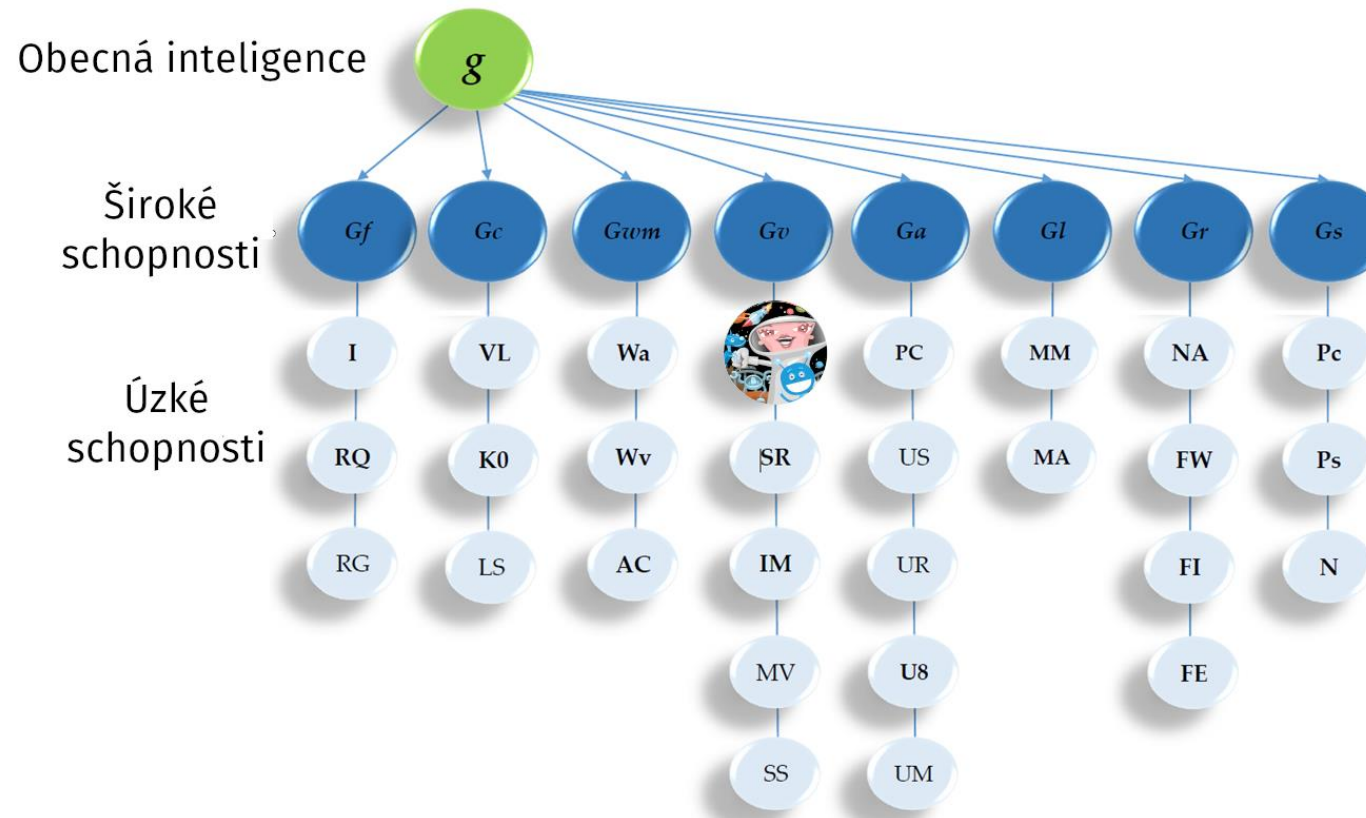 Obecná inteligence
g
Široké
schopnosti
Gf Gc Gwm Gv Ga Gl Gr Gs
Úzké
schopnosti
I VL Wa PC MM NA Pc
RQ K0 Wv SR US MA FW Ps
RG LS AC IM UR FI N
MV U8 FE
SS UM